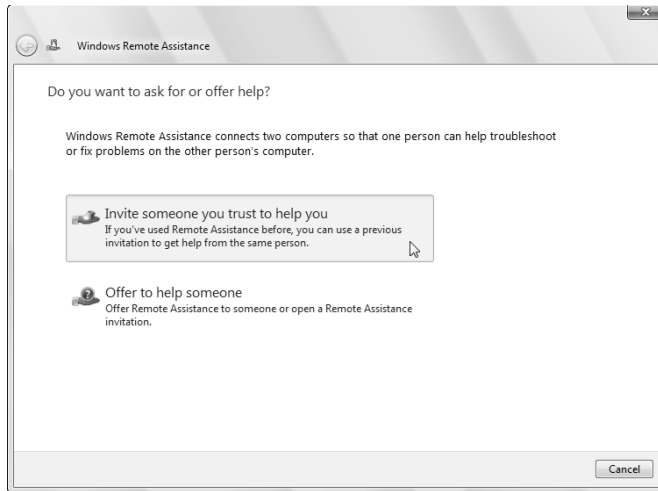 Windows Remote Assistance
Do you want to ask for or offer help?
Windows Remote Assistance connects two computers so that one person can help troubleshoot
or fix problems on the other person's computer.
Invite someone you trust to help you
If you've used Remote Assistance before, you can use a previous
invitation to get help from the same person.
Offer to help someone
Offer Remote Assistance to someone or open a Remote Assistance
invitation.
Cancel